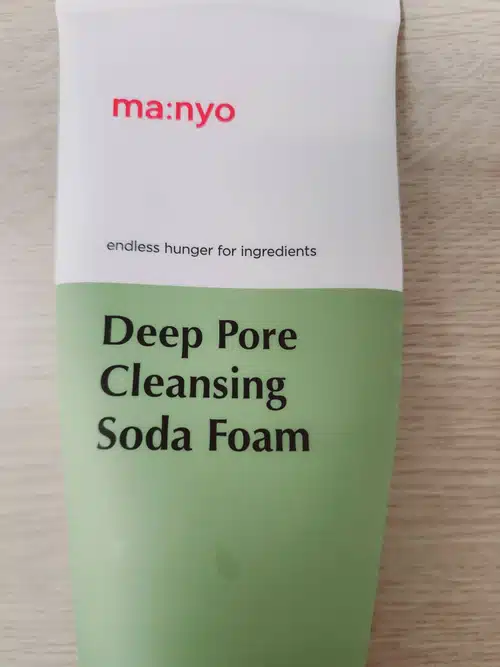 ma:nyo
endless hunger for ingredients
Deep Pore
Cleansing
Soda Foam